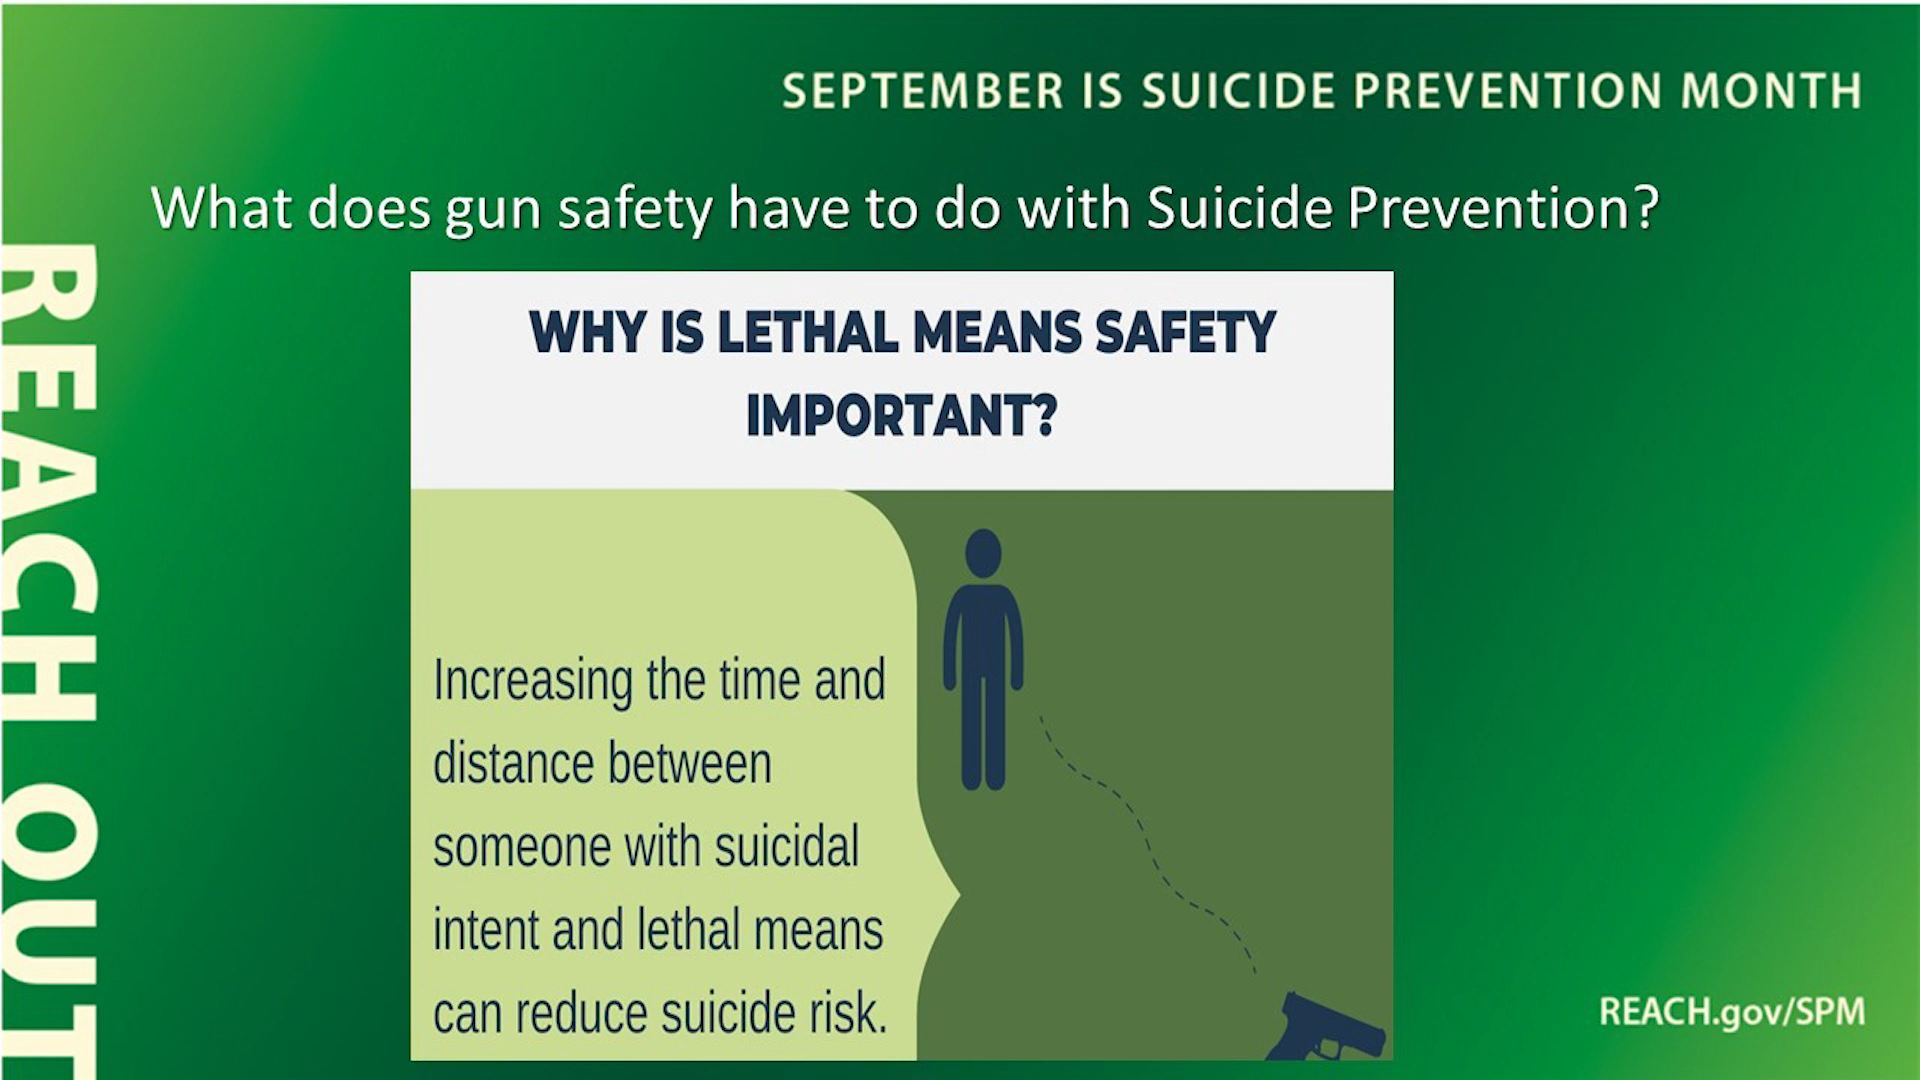 SEPTEMBER IS SUICIDE PREVENTION MONTH
What does gun safety have to do with Suicide Prevention?
REACH OUT
WHY IS LETHAL MEANS SAFETY
IMPORTANT?
Increasing the time and
distance between
someone with suicidal
intent and lethal means
can reduce suicide risk.
REACH.gov/SPM